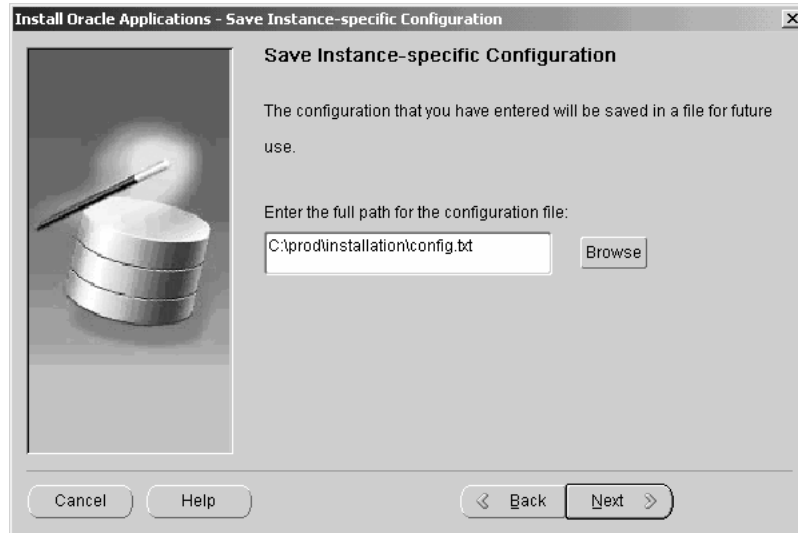 Install Oracle Applications - Save Instance-specific Configuration
Save Instance-specific Configuration
The configuration that you have entered will be saved in a file for future
use.
Enter the full path for the configuration file:
C:\prod\installation\config.txt
Browse
Cancel
Help
Back
Next